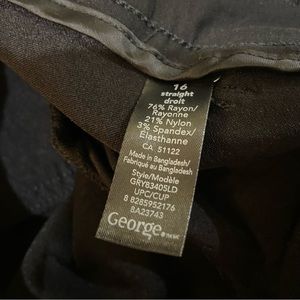 16
straight
droit
76% Rayon/
Rayonne
21% Nylon
3% Spandex/
Élasthanne
CA 51122
Made in Bangladesh/
Fabriqué au Bangladesh
Style/Modèle
GRY83405LD
UPC/CUP
8 8285952176
8A23743
George.